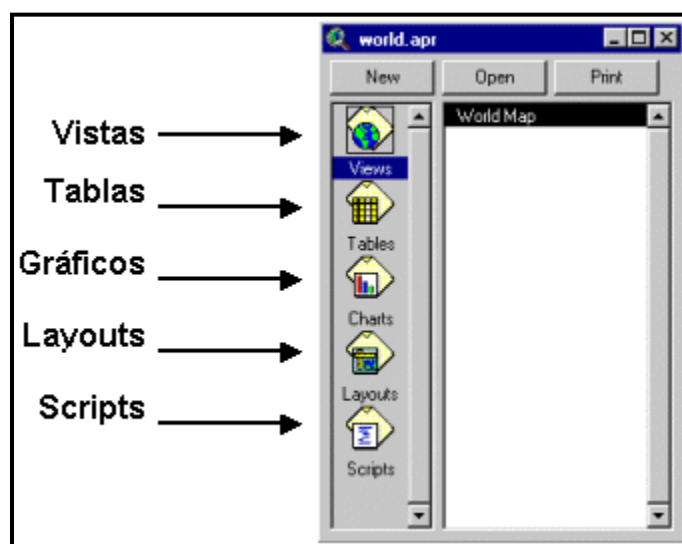 world.apr
New Open Print
World Map
Vistas
Views
Tablas
Tables
Gráficos
Charts
Layouts
Layouts
Scripts
Scripts